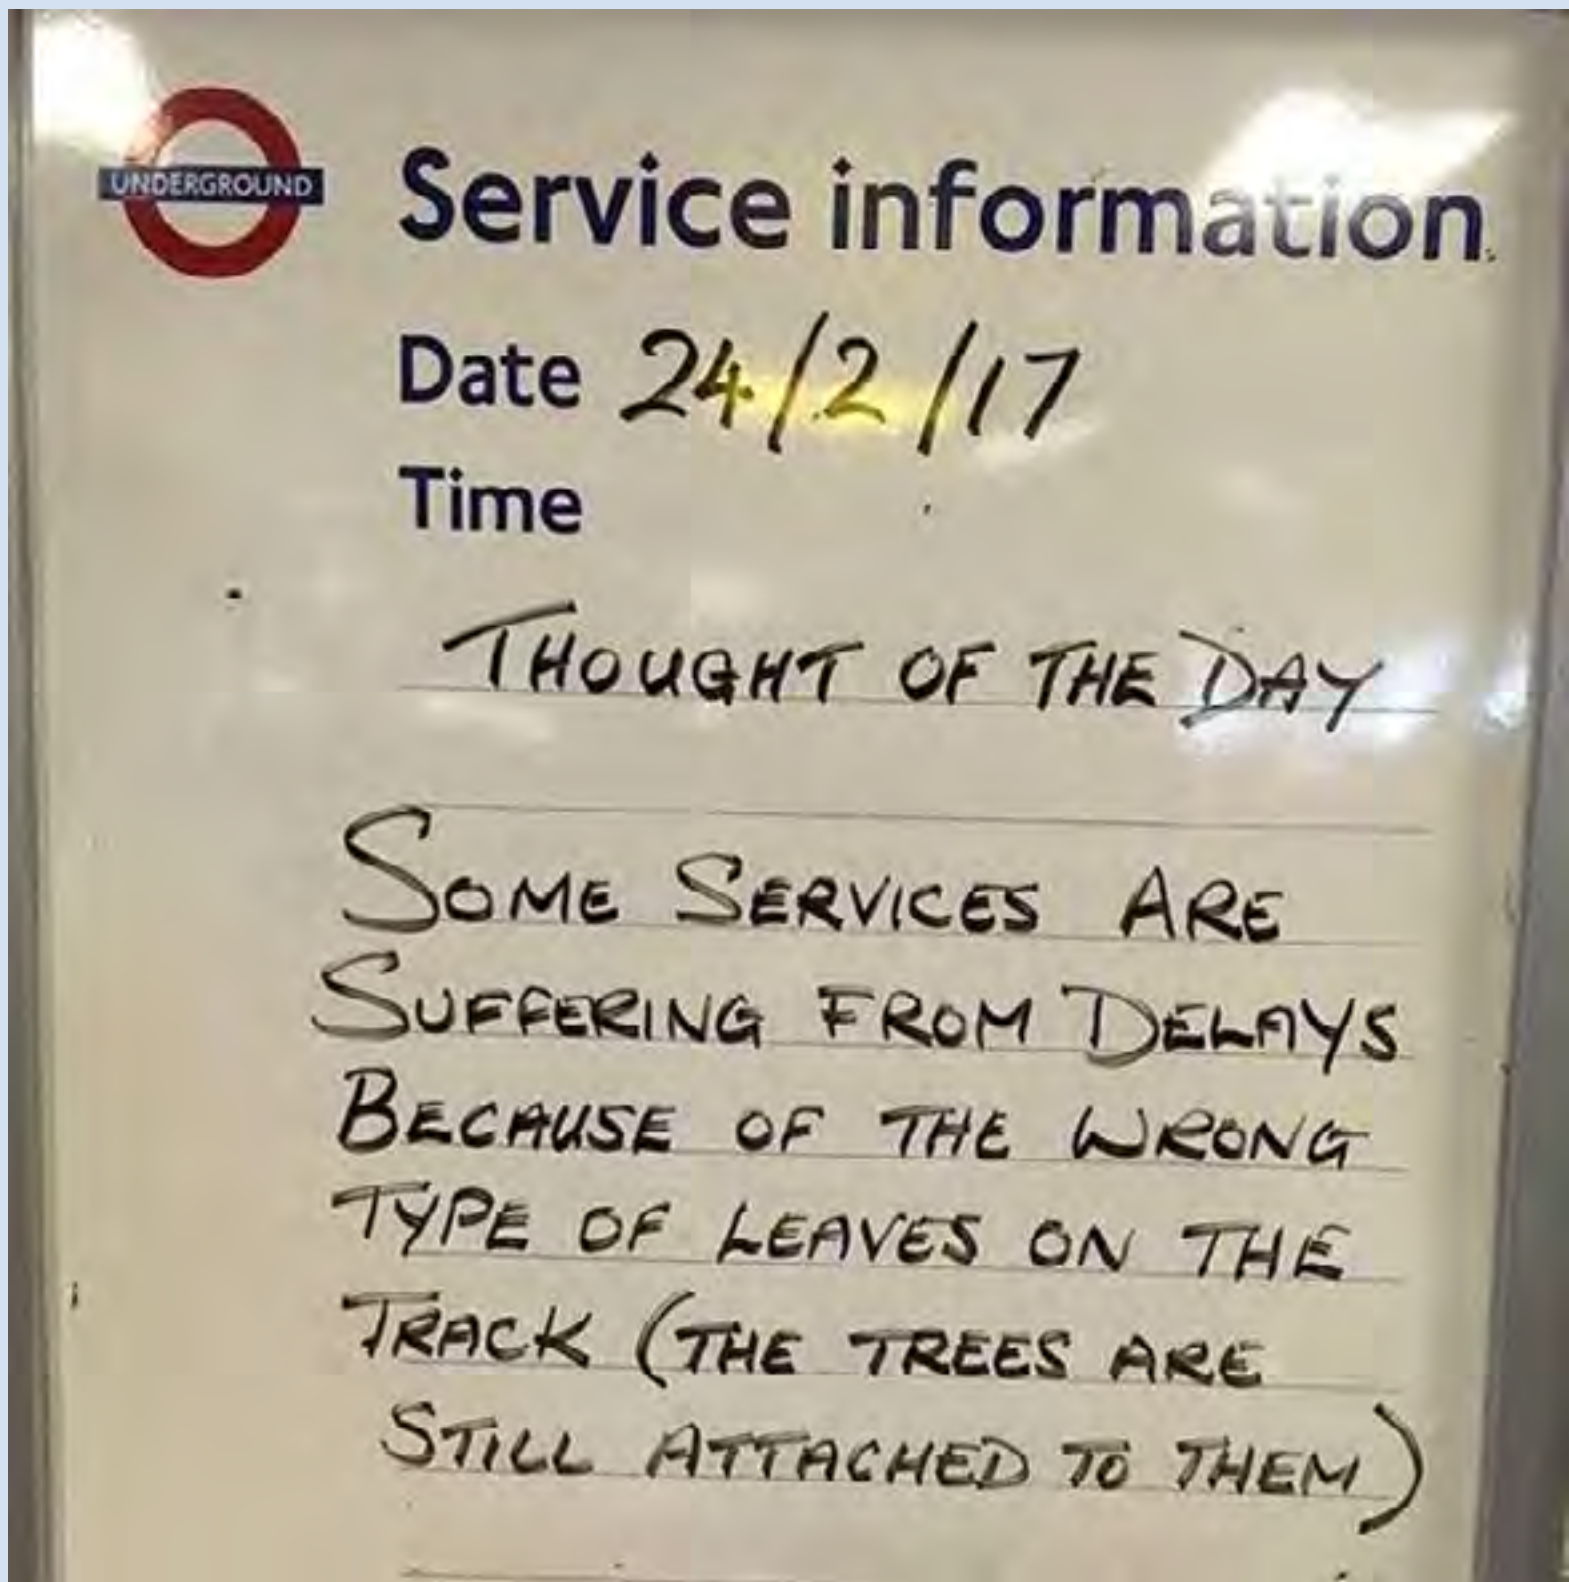 UNDERGROUND
Service information
Date 24/2/17
Time
THOUGHT OF THE DAY
SOME SERVICES ARE
SUFFERING FROM DELAYS
BECAUSE OF THE WRONG
TYPE OF LEAVES ON THE
TRACK (THE TREES ARE
STILL ATTACHED TO THEM)